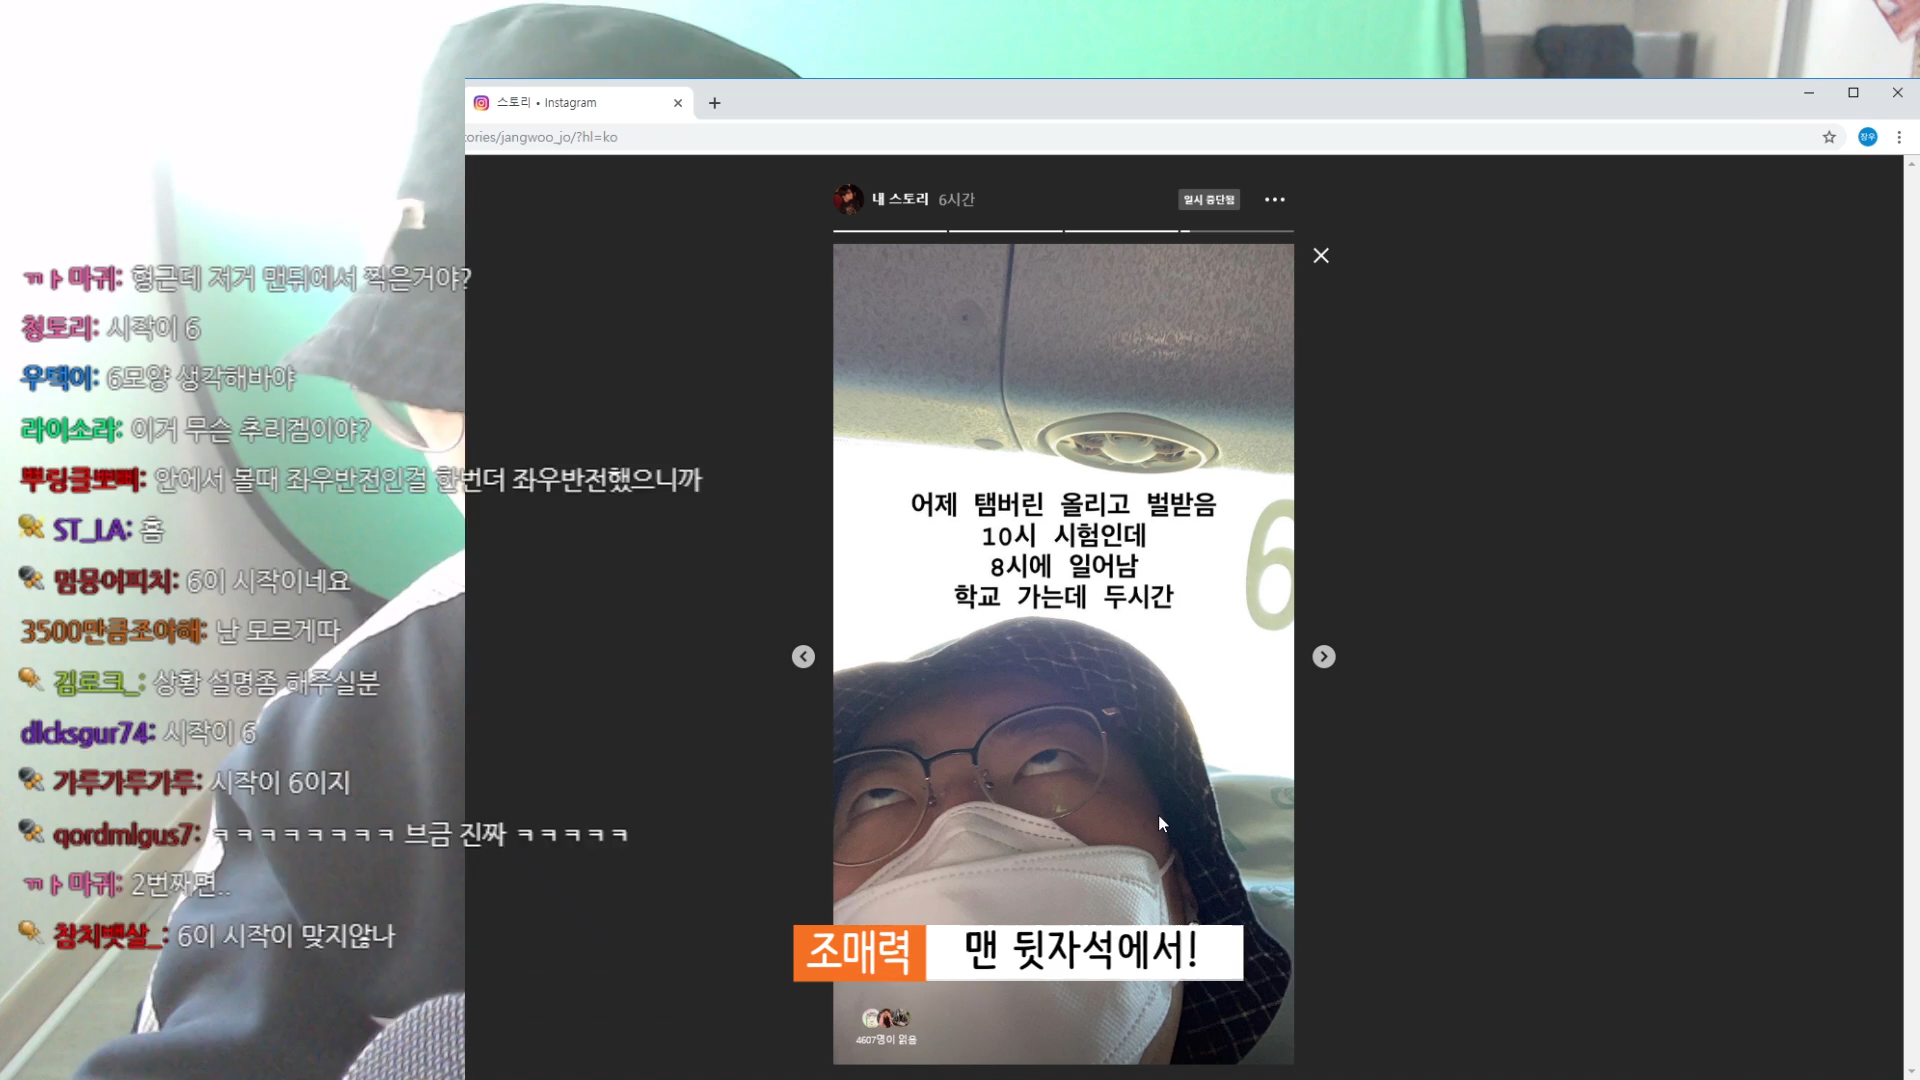 스토리 • Instagram
tories/jangwoo_jo/?hl=ko
장우
내 스토리 6시간
일시 중단됨
어제 탬버린 올리고 벌받음
10시 시험인데
8시에 일어남
학교 가는데 두시간
6
조매력 맨 뒷자석에서!
4607명이 읽음
ㄲㅏ마귀: 형근데 저거 맨뒤에서 찍은거야?
청토리: 시작이 6
우택이: 6모양 생각해바야
라이소라: 이거 무슨 추리겜이야?
뿌링클뽀삐: 안에서 볼때 좌우반전인걸 한번더 좌우반전했으니까
ST_LA: 흠
멈뭉어피치: 6이 시작이네요
3500만큼조아해: 난 모르게따
김로크_: 상황 설명좀 해주실분
dlcksgur74: 시작이 6
가루가루가루: 시작이 6이지
qordmlgus7: ㅋㅋㅋㅋㅋㅋㅋㅋ 브금 진짜 ㅋㅋㅋㅋㅋ
ㄲㅏ마귀: 2번째면..
참치뱃살_: 6이 시작이 맞지않나